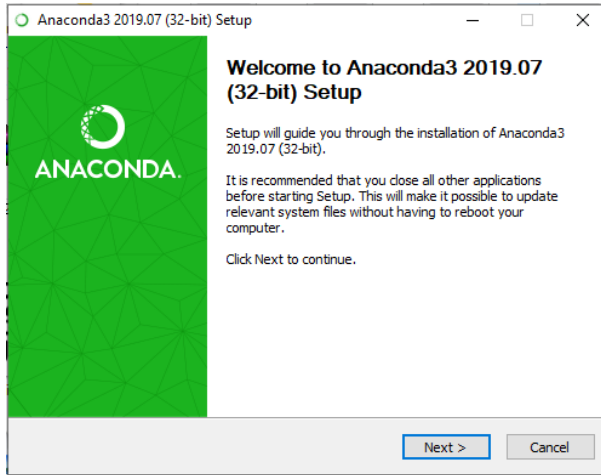 Anaconda3 2019.07 (32-bit) Setup
Welcome to Anaconda3 2019.07
(32-bit) Setup
Setup will guide you through the installation of Anaconda3
2019.07 (32-bit).
It is recommended that you close all other applications
before starting Setup. This will make it possible to update
relevant system files without having to reboot your
computer.
Click Next to continue.
ANACONDA.
Next >
Cancel